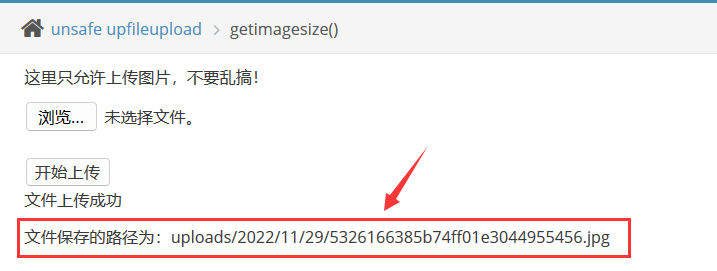 unsafe upfileupload > getimagesize()
这里只允许上传图片，不要乱搞！
浏览... 未选择文件。
开始上传
文件上传成功
文件保存的路径为：uploads/2022/11/29/5326166385b74ff01e3044955456.jpg